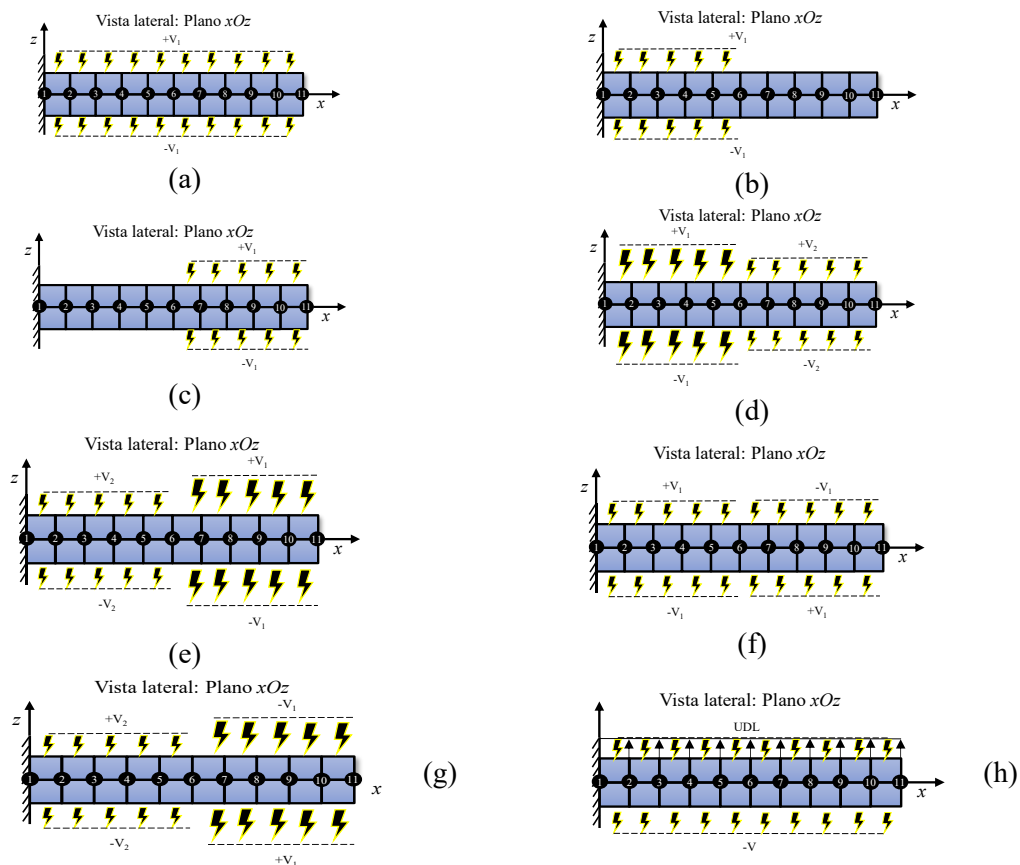 Vista lateral: Plano xOz
+V₁
z
1 2 3 4 5 6 7 8 9 10 11
x
-V₁
(a)
Vista lateral: Plano xOz
+V₁
z
1 2 3 4 5 6 7 8 9 10 11
x
-V₁
(b)
Vista lateral: Plano xOz
+V₁
z
1 2 3 4 5 6 7 8 9 10 11
x
-V₁
(c)
Vista lateral: Plano xOz
+V₁ +V₂
z
1 2 3 4 5 6 7 8 9 10 11
x
-V₁ -V₂
(d)
Vista lateral: Plano xOz
+V₂ +V₁
z
1 2 3 4 5 6 7 8 9 10 11
x
-V₂ -V₁
(e)
Vista lateral: Plano xOz
+V₁ -V₁
z
1 2 3 4 5 6 7 8 9 10 11
x
-V₁ +V₁
(f)
Vista lateral: Plano xOz
+V₂ -V₁
z
1 2 3 4 5 6 7 8 9 10 11
x
-V₂ +V₁
(g)
Vista lateral: Plano xOz
z
UDL
1 2 3 4 5 6 7 8 9 10 11
x
-V
(h)